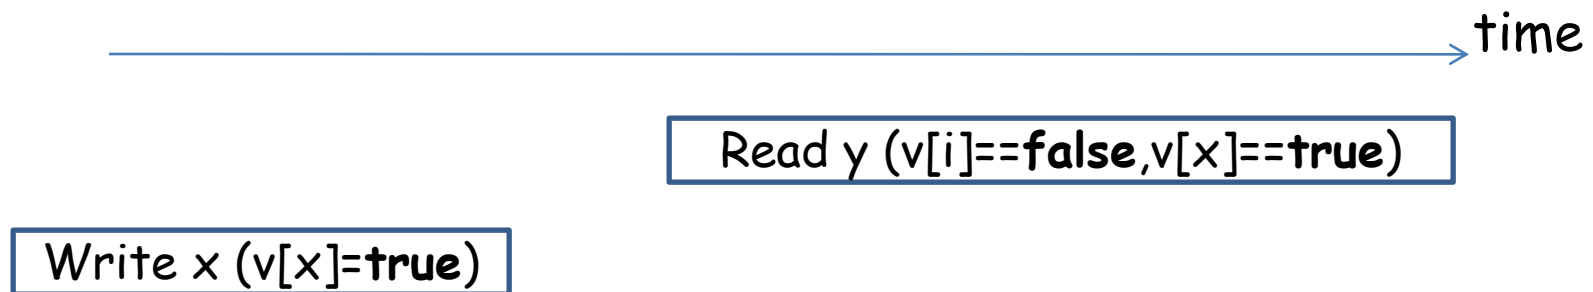 time
Read y (v[i]==false,v[x]==true)
Write x (v[x]=true)